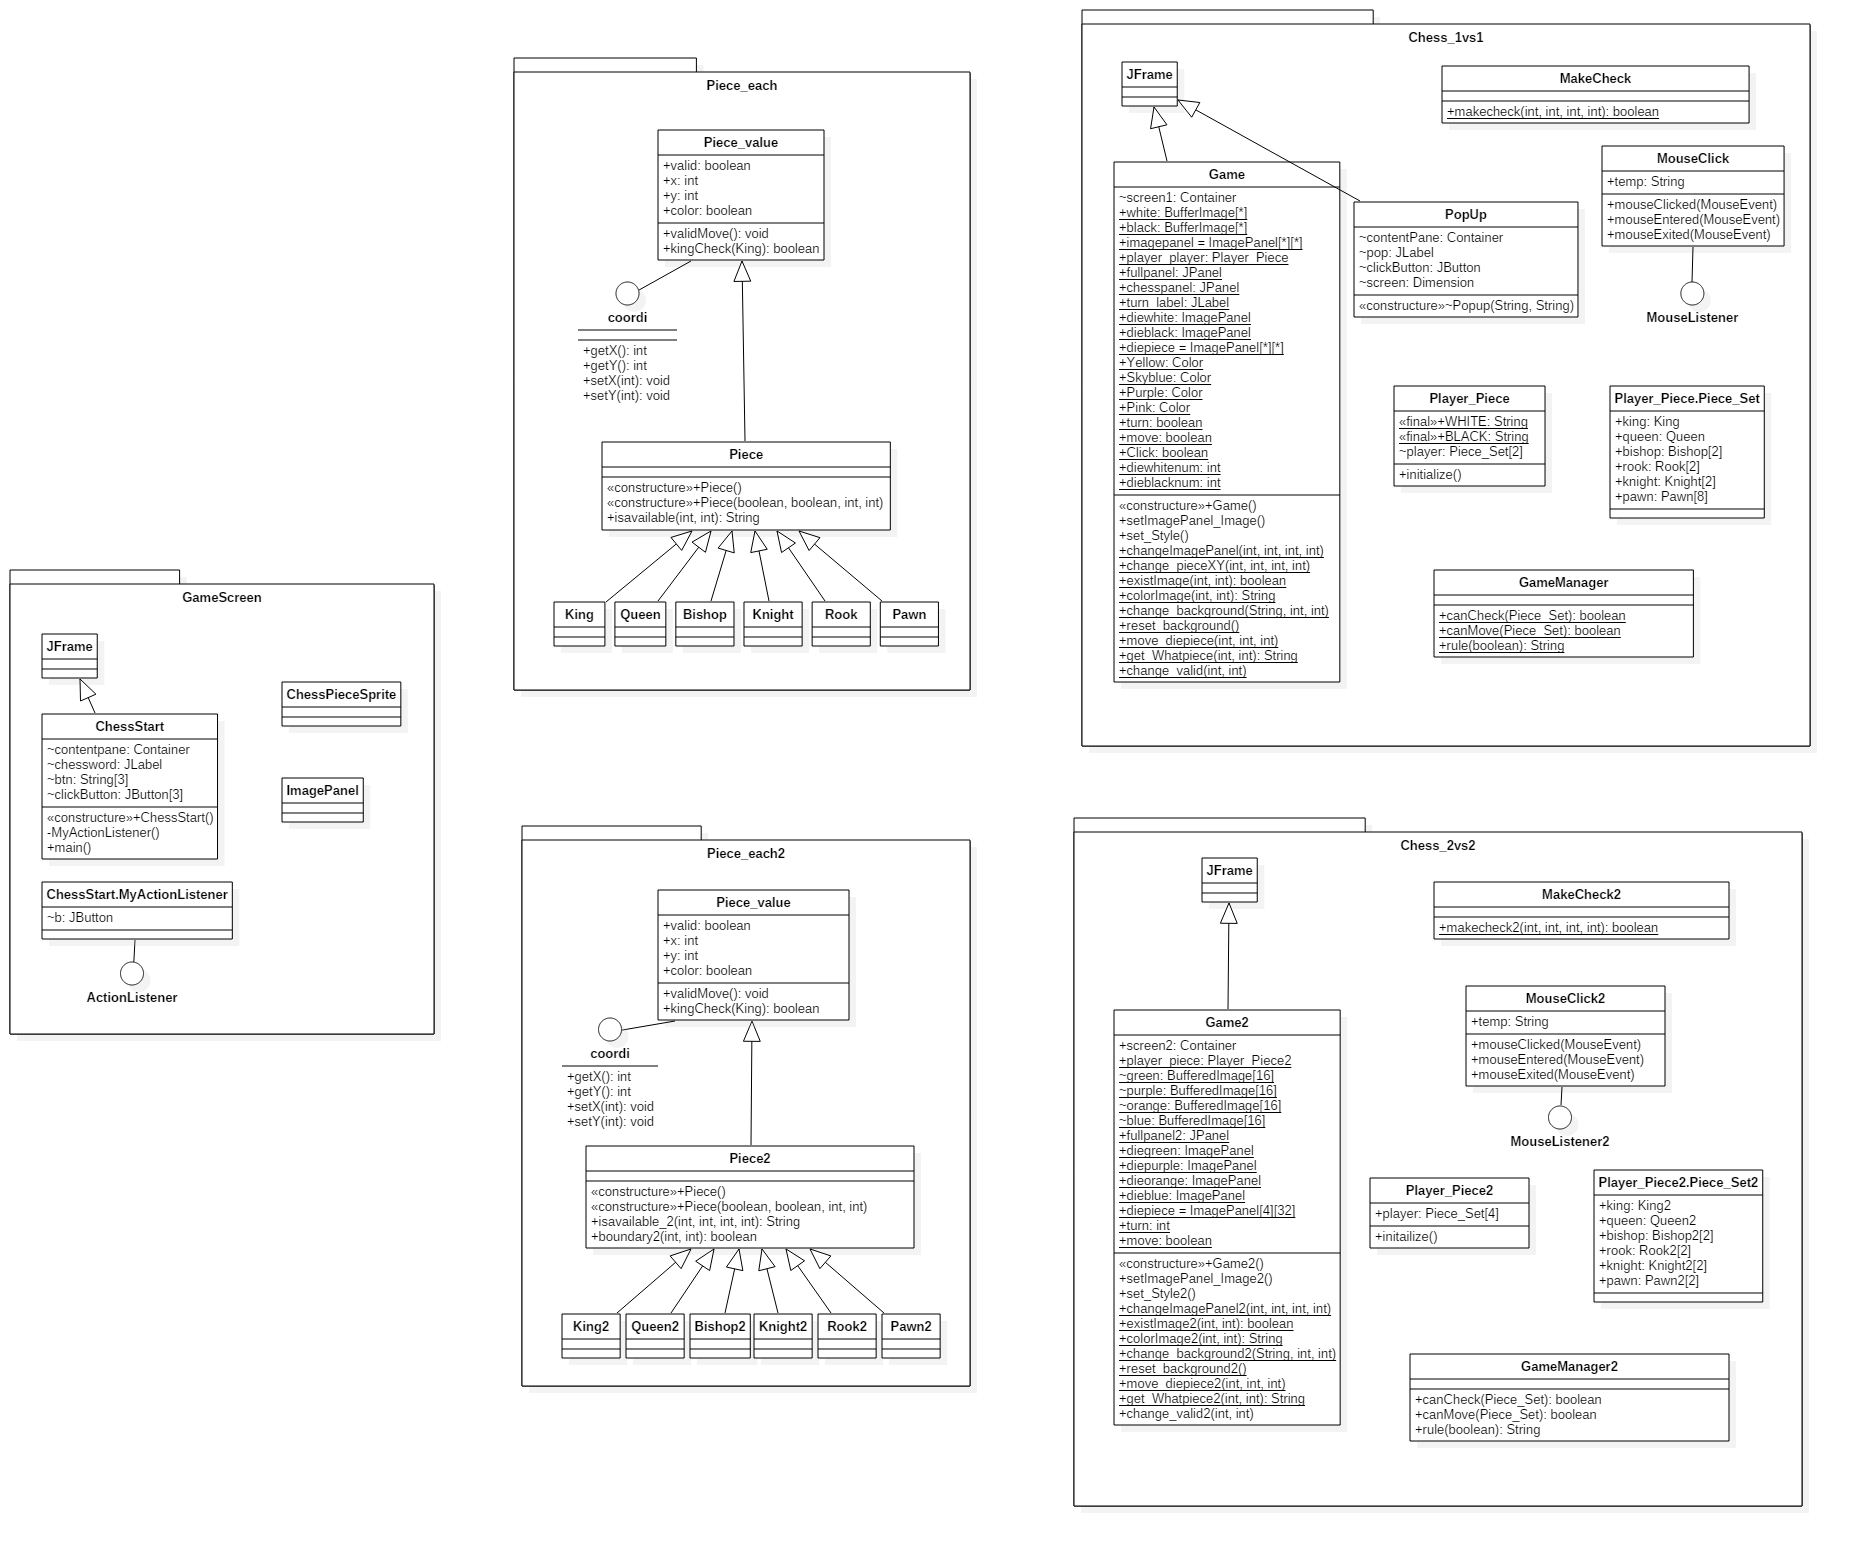 GameScreen
JFrame
ChessStart
~contentpane: Container
~chessword: JLabel
~btn: String[3]
~clickButton: JButton[3]
«constructure»+ChessStart()
-MyActionListener()
+main()
ChessPieceSprite
ImagePanel
ChessStart.MyActionListener
~b: JButton
ActionListener
Piece_each
Piece_value
+valid: boolean
+x: int
+y: int
+color: boolean
+validMove(): void
+kingCheck(King): boolean
coordi
+getX(): int
+getY(): int
+setX(int): void
+setY(int): void
Piece
«constructure»+Piece()
«constructure»+Piece(boolean, boolean, int, int)
+isavailable(int, int): String
King
Queen
Bishop
Knight
Rook
Pawn
Piece_each2
Piece_value
+valid: boolean
+x: int
+y: int
+color: boolean
+validMove(): void
+kingCheck(King): boolean
coordi
+getX(): int
+getY(): int
+setX(int): void
+setY(int): void
Piece2
«constructure»+Piece()
«constructure»+Piece(boolean, boolean, int, int)
+isavailable_2(int, int, int, int): String
+boundary2(int, int): boolean
King2
Queen2
Bishop2
Knight2
Rook2
Pawn2
Chess_1vs1
JFrame
MakeCheck
+makecheck(int, int, int, int): boolean
Game
~screen1: Container
+white: BufferImage[*]
+black: BufferImage[*]
+imagepanel = ImagePanel[*][*]
+player_player: Player_Piece
+fullpanel: JPanel
+chesspanel: JPanel
+turn_label: JLabel
+diewhite: ImagePanel
+dieblack: ImagePanel
+diepiece = ImagePanel[*][*]
+Yellow: Color
+Skyblue: Color
+Purple: Color
+Pink: Color
+turn: boolean
+move: boolean
+Click: boolean
+diewhitenum: int
+dieblacknum: int
«constructure»+Game()
+setImagePanel_Image()
+set_Style()
+changeImagePanel(int, int, int, int)
+change_pieceXY(int, int, int, int)
+existImage(int, int): boolean
+colorImage(int, int): String
+change_background(String, int, int)
+reset_background()
+move_diepiece(int, int, int)
+get_Whatpiece(int, int): String
+change_valid(int, int)
MouseClick
+temp: String
+mouseClicked(MouseEvent)
+mouseEntered(MouseEvent)
+mouseExited(MouseEvent)
MouseListener
PopUp
~contentPane: Container
~pop: JLabel
~clickButton: JButton
~screen: Dimension
«constructure»~Popup(String, String)
Player_Piece
«final»+WHITE: String
«final»+BLACK: String
~player: Piece_Set[2]
+initialize()
Player_Piece.Piece_Set
+king: King
+queen: Queen
+bishop: Bishop[2]
+rook: Rook[2]
+knight: Knight[2]
+pawn: Pawn[8]
GameManager
+canCheck(Piece_Set): boolean
+canMove(Piece_Set): boolean
+rule(boolean): String
Chess_2vs2
JFrame
MakeCheck2
+makecheck2(int, int, int, int): boolean
Game2
+screen2: Container
+player_piece: Player_Piece2
~green: BufferedImage[16]
~purple: BufferedImage[16]
~orange: BufferedImage[16]
~blue: BufferedImage[16]
+fullpanel2: JPanel
+diegreen: ImagePanel
+diepurple: ImagePanel
+dieorange: ImagePanel
+dieblue: ImagePanel
+diepiece = ImagePanel[4][32]
+turn: int
+move: boolean
«constructure»+Game2()
+setImagePanel_Image2()
+set_Style2()
+changeImagePanel2(int, int, int, int)
+existImage2(int, int): boolean
+colorImage2(int, int): String
+change_background2(String, int, int)
+reset_background2()
+move_diepiece2(int, int, int)
+get_Whatpiece2(int, int): String
+change_valid2(int, int)
MouseClick2
+temp: String
+mouseClicked(MouseEvent)
+mouseEntered(MouseEvent)
+mouseExited(MouseEvent)
MouseListener2
Player_Piece2
+player: Piece_Set[4]
+initailize()
Player_Piece2.Piece_Set2
+king: King2
+queen: Queen2
+bishop: Bishop2[2]
+rook: Rook2[2]
+knight: Knight2[2]
+pawn: Pawn2[2]
GameManager2
+canCheck(Piece_Set): boolean
+canMove(Piece_Set): boolean
+rule(boolean): String